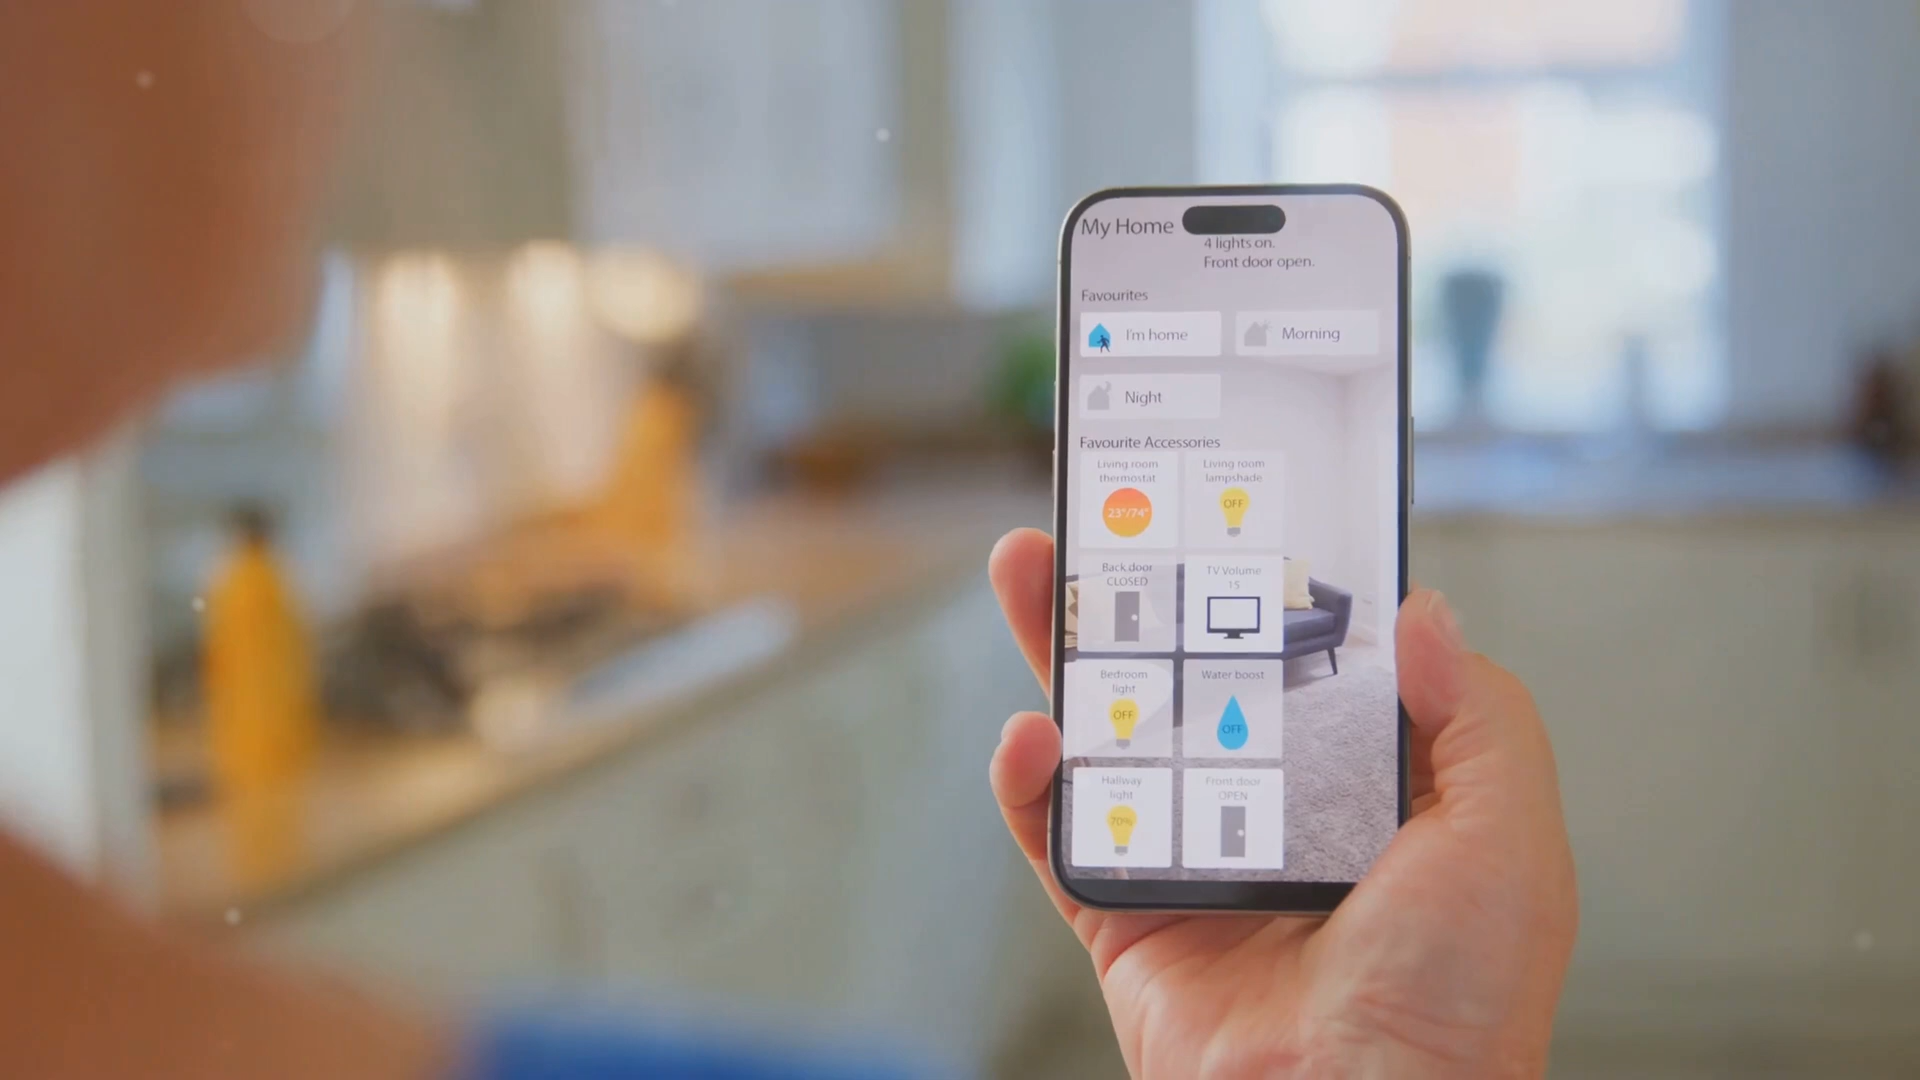 My Home
4 lights on.
Front door open.
Favourites
I'm home
Morning
Night
Favourite Accessories
Living room
thermostat
23°/74°
Living room
lampshade
OFF
Back door
CLOSED
TV Volume
15
Bedroom
light
OFF
Water boost
OFF
Hallway
light
70%
Front door
OPEN